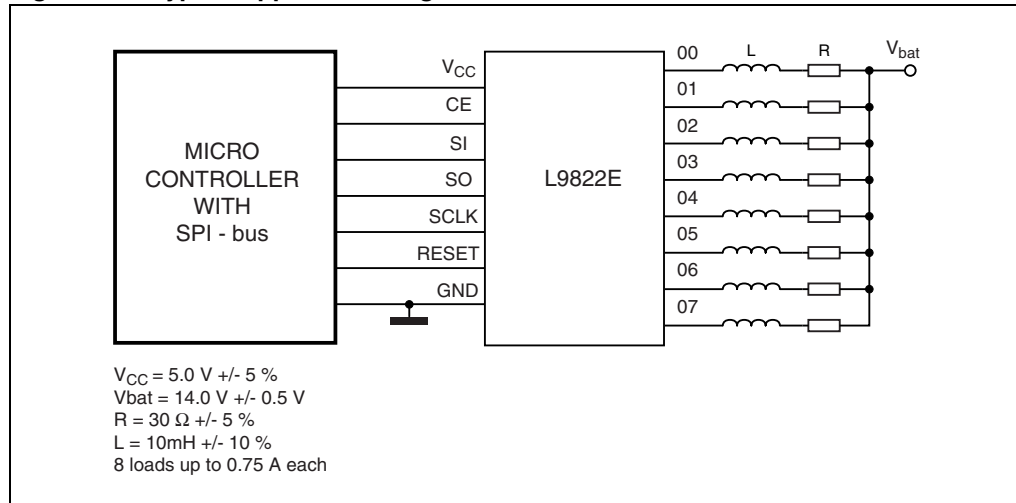 00 L R Vbat
VCC
01
CE
02
SI
MICRO
CONTROLLER
WITH
SPI - bus
03
SO
L9822E
04
SCLK
05
RESET
06
GND
07
VCC = 5.0 V +/- 5 %
Vbat = 14.0 V +/- 0.5 V
R = 30 Ω +/- 5 %
L = 10mH +/- 10 %
8 loads up to 0.75 A each